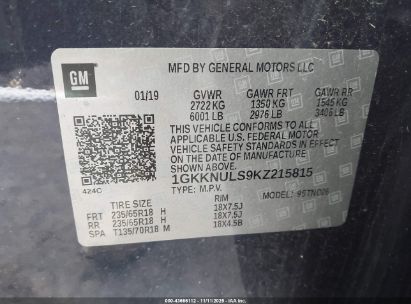 GM
MFD BY GENERAL MOTORS LLC
01/19 GVWR GAWR FRT GAWR RR
2722 KG 1350 KG 1545 KG
6001 LB 2976 LB 3406 LB
THIS VEHICLE CONFORMS TO ALL
APPLICABLE U.S. FEDERAL MOTOR
VEHICLE SAFETY STANDARDS IN EFFECT
ON THE DATE OF MANUFACTURE SHOWN ABOVE.
1GKKNULS9KZ215815
424C
TYPE: M.P.V. MODEL:
TIRE SIZE RIM
FRT 235/65R18 H 18X7.5J
RR 235/65R18 H 18X7.5J
SPA T135/70R18 M 18X4.5B